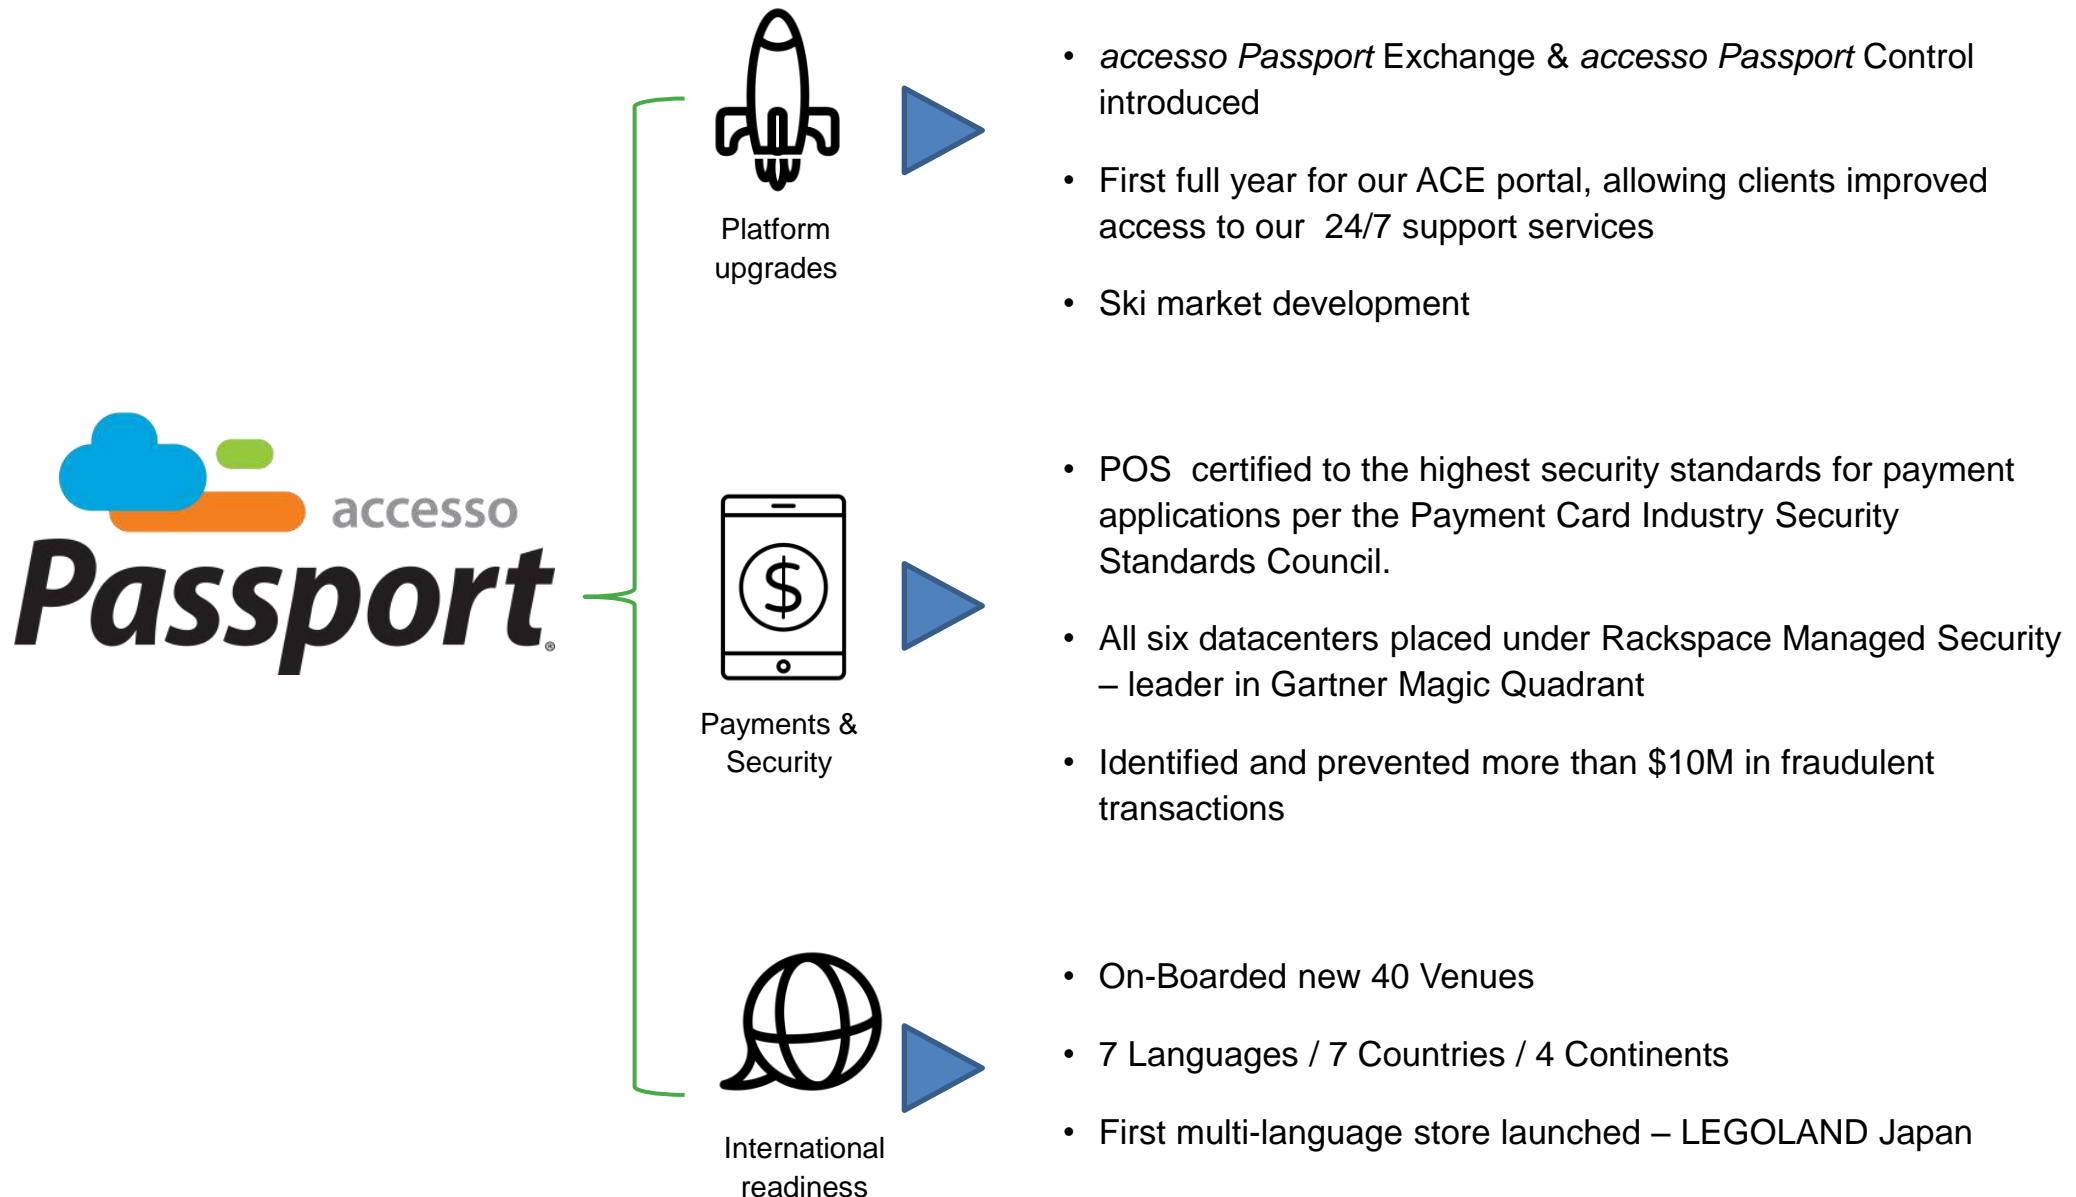 accesso
Passport®
Platform
upgrades
• accesso Passport Exchange & accesso Passport Control
introduced
• First full year for our ACE portal, allowing clients improved
access to our  24/7 support services
• Ski market development
$
Payments &
Security
• POS  certified to the highest security standards for payment
applications per the Payment Card Industry Security
Standards Council.
• All six datacenters placed under Rackspace Managed Security
– leader in Gartner Magic Quadrant
• Identified and prevented more than $10M in fraudulent
transactions
International
readiness
• On-Boarded new 40 Venues
• 7 Languages / 7 Countries / 4 Continents
• First multi-language store launched – LEGOLAND Japan